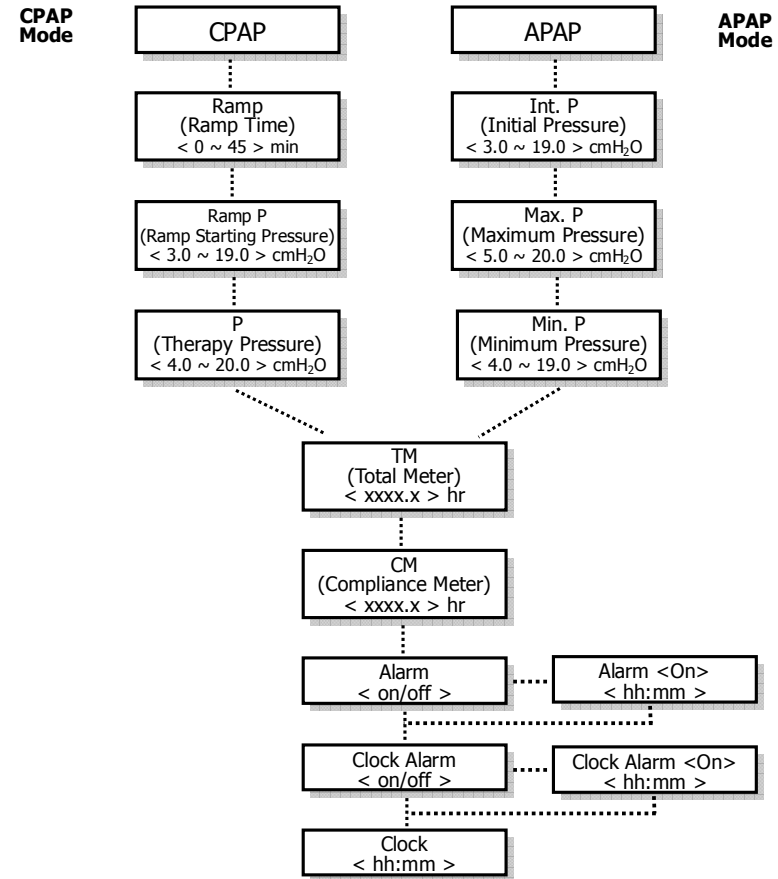 CPAP
Mode
CPAP
APAP
APAP
Mode
Ramp
(Ramp Time)
< 0 ~ 45 > min
Int. P
(Initial Pressure)
< 3.0 ~ 19.0 > cmH₂O
Ramp P
(Ramp Starting Pressure)
< 3.0 ~ 19.0 > cmH₂O
Max. P
(Maximum Pressure)
< 5.0 ~ 20.0 > cmH₂O
P
(Therapy Pressure)
< 4.0 ~ 20.0 > cmH₂O
Min. P
(Minimum Pressure)
< 4.0 ~ 19.0 > cmH₂O
TM
(Total Meter)
< xxxx.x > hr
CM
(Compliance Meter)
< xxxx.x > hr
Alarm
< on/off >
Alarm <On>
< hh:mm >
Clock Alarm
< on/off >
Clock Alarm <On>
< hh:mm >
Clock
< hh:mm >